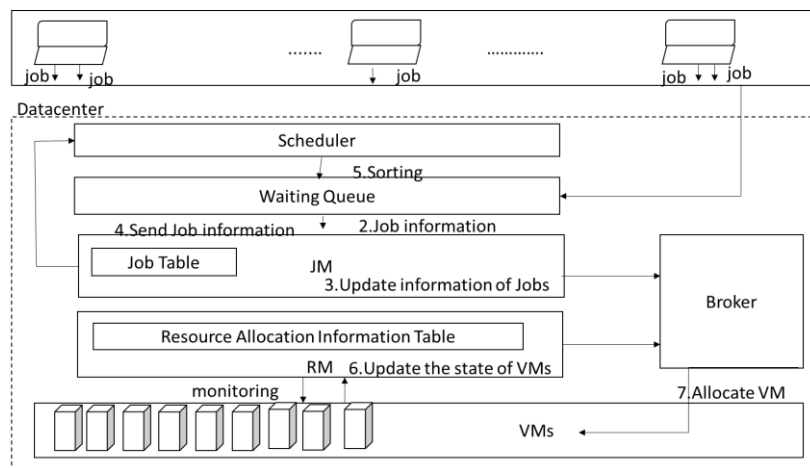 ....... .............
job job job job job
Datacenter
Scheduler
5.Sorting
Waiting Queue
4.Send Job information 2.Job information
Job Table
JM
3.Update information of Jobs
Broker
Resource Allocation Information Table
RM 6.Update the state of VMs
monitoring 7.Allocate VM
VMs